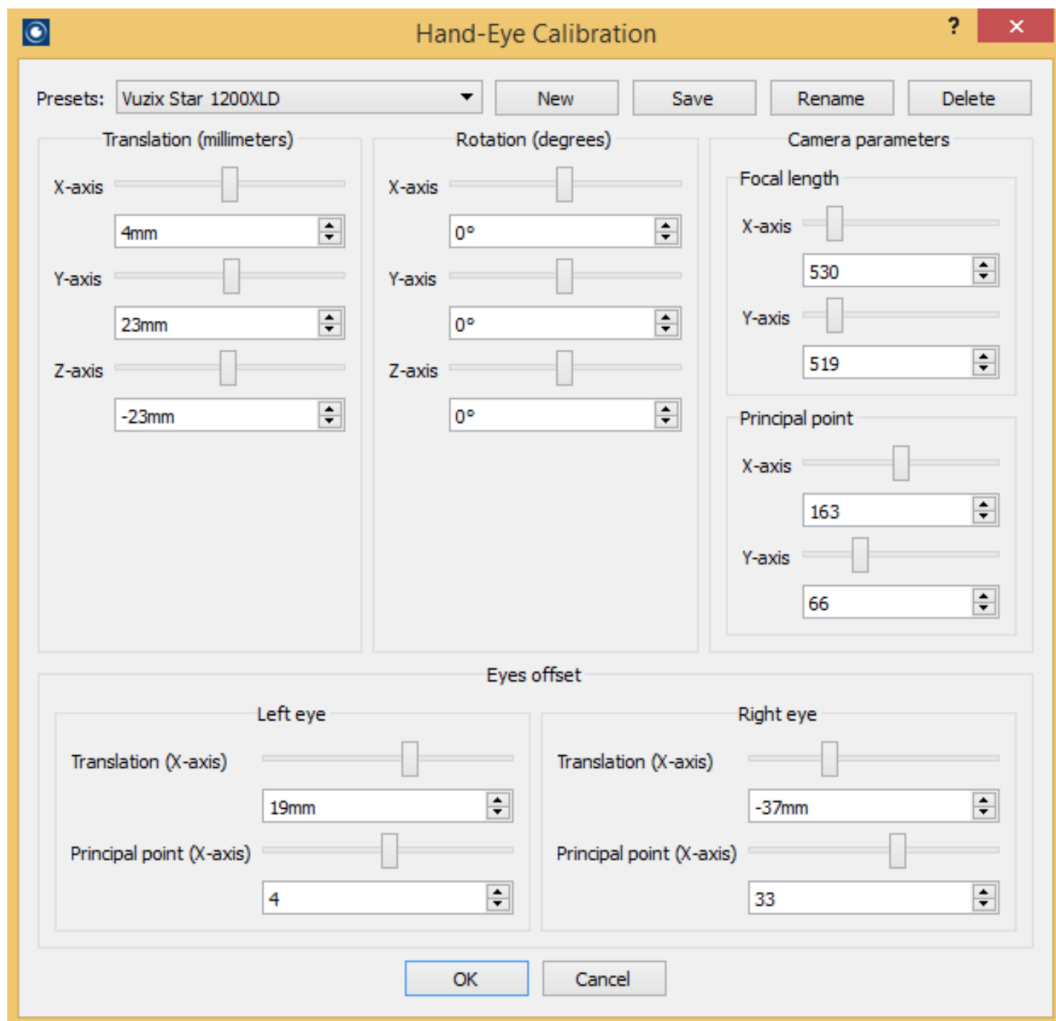 Hand-Eye Calibration ? ×
Presets: Vuzix Star 1200XLD New Save Rename Delete
Translation (millimeters)
X-axis
4mm
Y-axis
23mm
Z-axis
-23mm
Rotation (degrees)
X-axis
0°
Y-axis
0°
Z-axis
0°
Camera parameters
Focal length
X-axis
530
Y-axis
519
Principal point
X-axis
163
Y-axis
66
Eyes offset
Left eye
Translation (X-axis)
19mm
Principal point (X-axis)
4
Right eye
Translation (X-axis)
-37mm
Principal point (X-axis)
33
OK Cancel